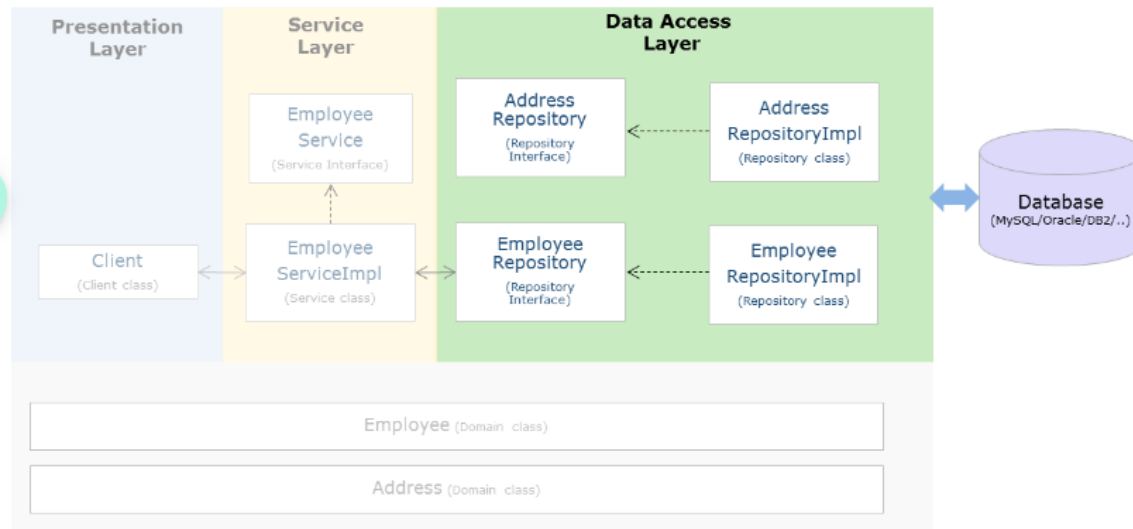 Presentation
Layer
Service
Layer
Data Access
Layer
Employee
Service
(Service Interface)
Address
Repository
(Repository
Interface)
Address
RepositoryImpl
(Repository class)
Client
(Client class)
Employee
ServiceImpl
(Service class)
Employee
Repository
(Repository
Interface)
Employee
RepositoryImpl
(Repository class)
Database
(MySQL/Oracle/DB2/..)
Employee (Domain class)
Address (Domain class)